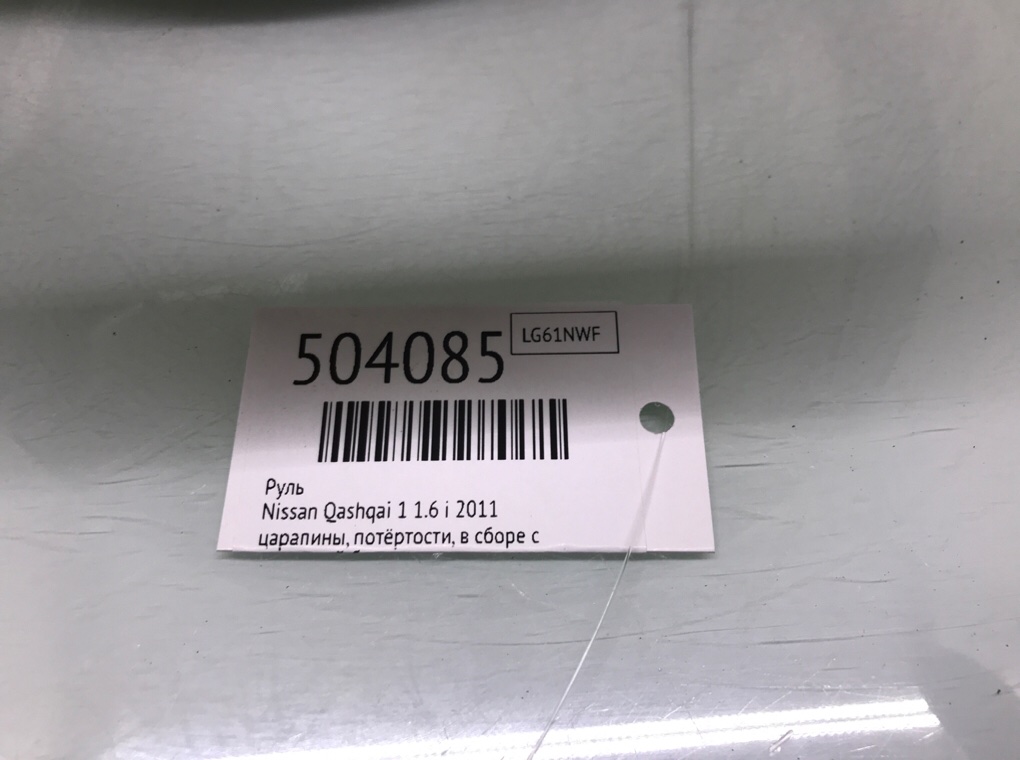 504085
LG61NWF
Руль
Nissan Qashqai 1 1.6 i 2011
царапины, потёртости, в сборе с